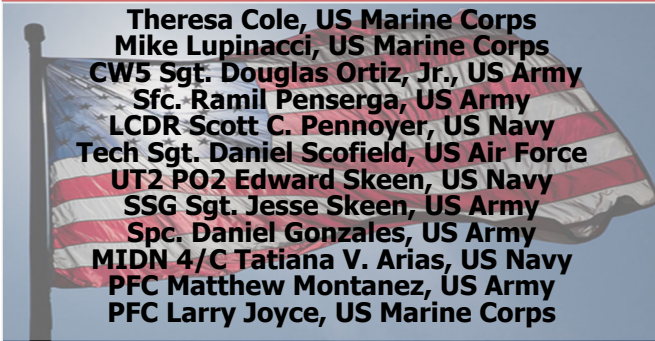 Theresa Cole, US Marine Corps
Mike Lupinacci, US Marine Corps
CW5 Sgt. Douglas Ortiz, Jr., US Army
Sfc. Ramil Penserga, US Army
LCDR Scott C. Pennoyer, US Navy
Tech Sgt. Daniel Scofield, US Air Force
UT2 PO2 Edward Skeen, US Navy
SSG Sgt. Jesse Skeen, US Army
Spc. Daniel Gonzales, US Army
MIDN 4/C Tatiana V. Arias, US Navy
PFC Matthew Montanez, US Army
PFC Larry Joyce, US Marine Corps